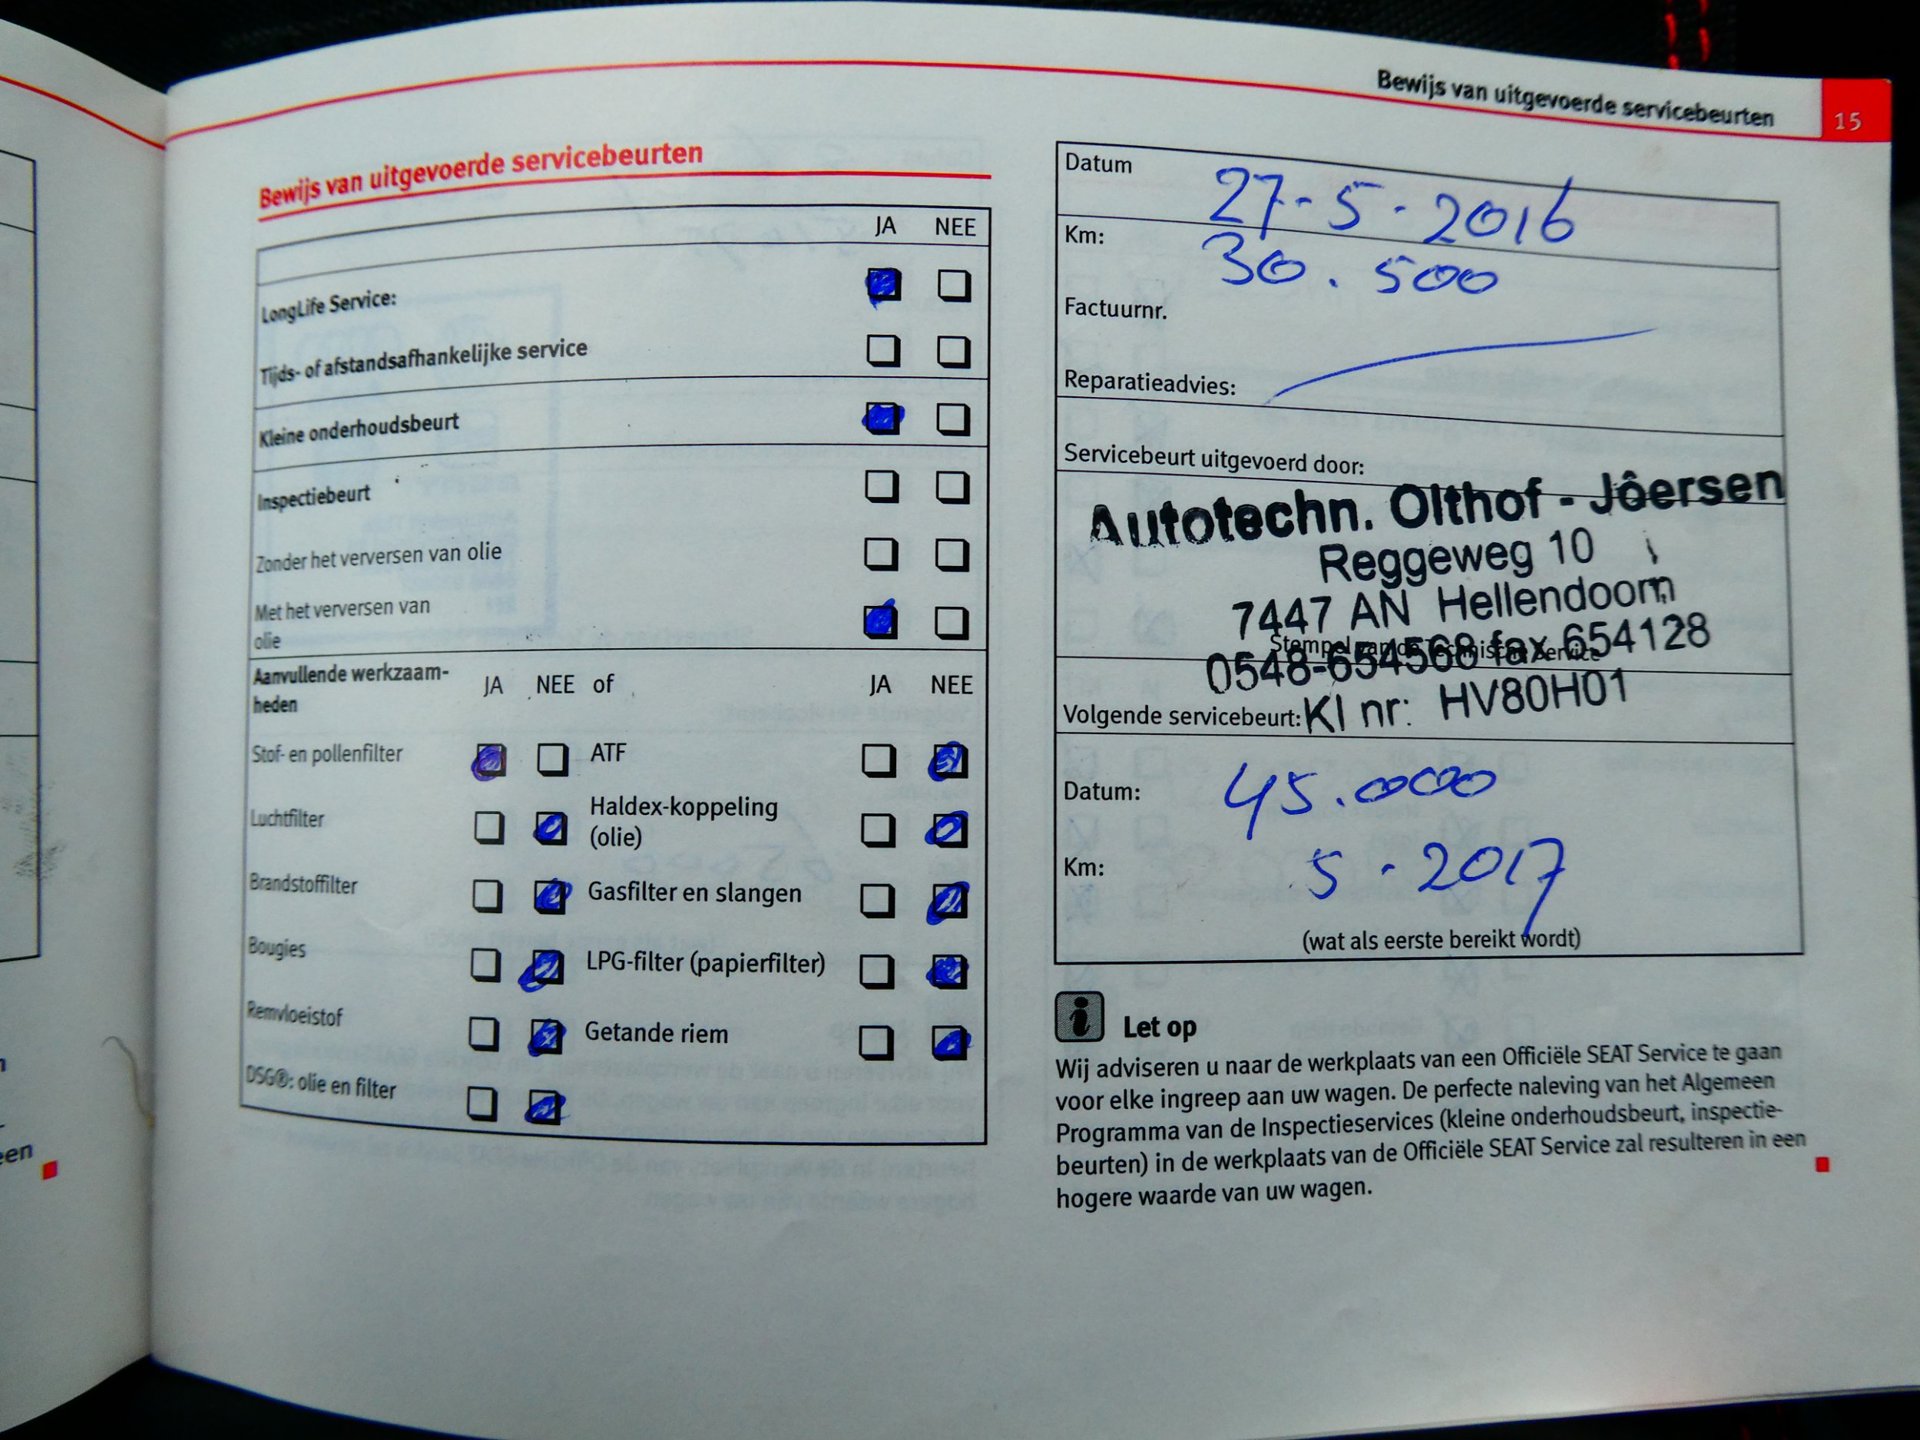 Bewijs van uitgevoerde servicebeurten
15
Bewijs van uitgevoerde servicebeurten
JA NEE
LongLife Service:
Tijds- of afstandsafhankelijke service
Kleine onderhoudsbeurt
Inspectiebeurt
Zonder het verversen van olie
Met het verversen van
olie
Aanvullende werkzaam-
heden
JA NEE of JA NEE
Stof- en pollenfilter ATF
Luchtfilter Haldex-koppeling
(olie)
Brandstoffilter Gasfilter en slangen
Bougies LPG-filter (papierfilter)
Remvloeistof Getande riem
DSG®: olie en filter
Datum 27-5-2016
Km: 30.500
Factuurnr.
Reparatieadvies:
Servicebeurt uitgevoerd door:
Autotechn. Olthof - Jôersen
Reggeweg 10
7447 AN Hellendoorn
Stempel van de Technische Service
0548-654568 fax 654128
Volgende servicebeurt: KI nr: HV80H01
Datum: 45.000
Km: 5-2017
(wat als eerste bereikt wordt)
Let op
Wij adviseren u naar de werkplaats van een Officiële SEAT Service te gaan
voor elke ingreep aan uw wagen. De perfecte naleving van het Algemeen
Programma van de Inspectieservices (kleine onderhoudsbeurt, inspectie-
beurten) in de werkplaats van de Officiële SEAT Service zal resulteren in een
hogere waarde van uw wagen.